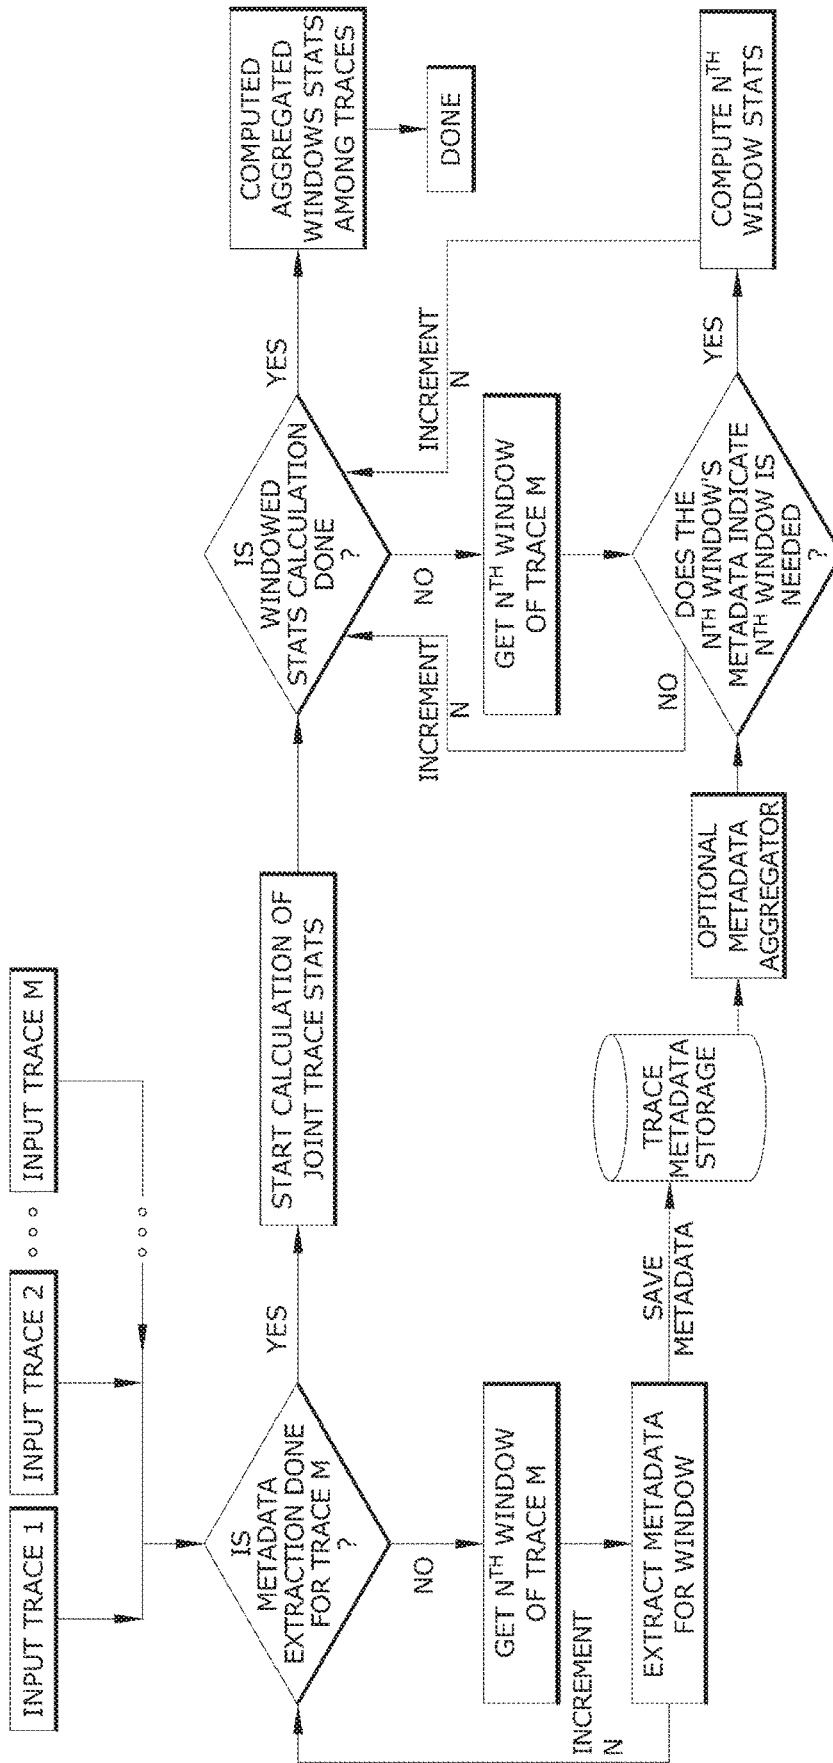 INPUT TRACE 1
INPUT TRACE 2
INPUT TRACE M
IS
METADATA
EXTRACTION DONE
FOR TRACE M
?
YES
NO
GET NTH WINDOW
OF TRACE M
EXTRACT METADATA
FOR WINDOW
INCREMENT
N
SAVE
METADATA
TRACE
METADATA
STORAGE
OPTIONAL
METADATA
AGGREGATOR
START CALCULATION OF
JOINT TRACE STATS
IS
WINDOWED
STATS CALCULATION
DONE
?
YES
NO
COMPUTED
AGGREGATED
WINDOWS STATS
AMONG TRACES
DONE
GET NTH WINDOW
OF TRACE M
INCREMENT
N
INCREMENT
N
DOES THE
NTH WINDOW'S
METADATA INDICATE
NTH WINDOW IS
NEEDED
?
NO
YES
COMPUTE NTH
WIDOW STATS